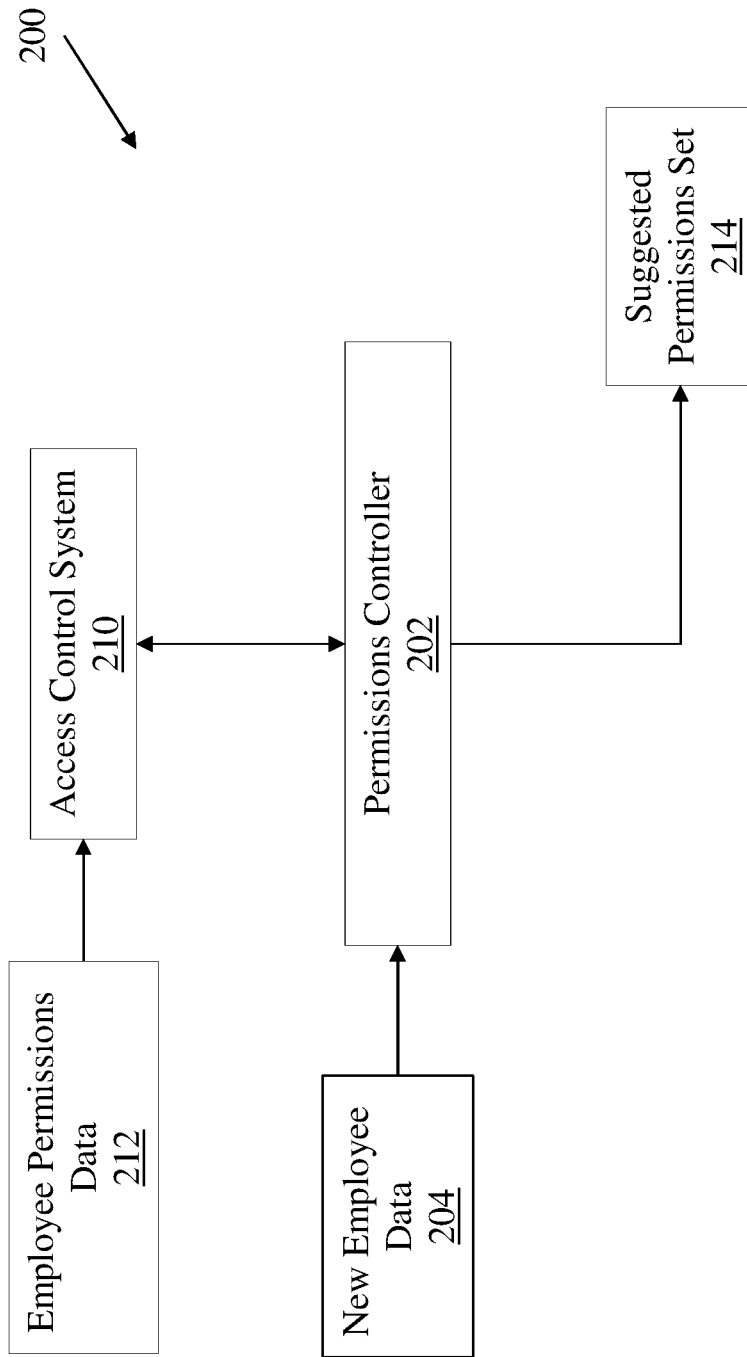 200
Employee Permissions
Data
212
Access Control System
210
New Employee
Data
204
Permissions Controller
202
Suggested
Permissions Set
214